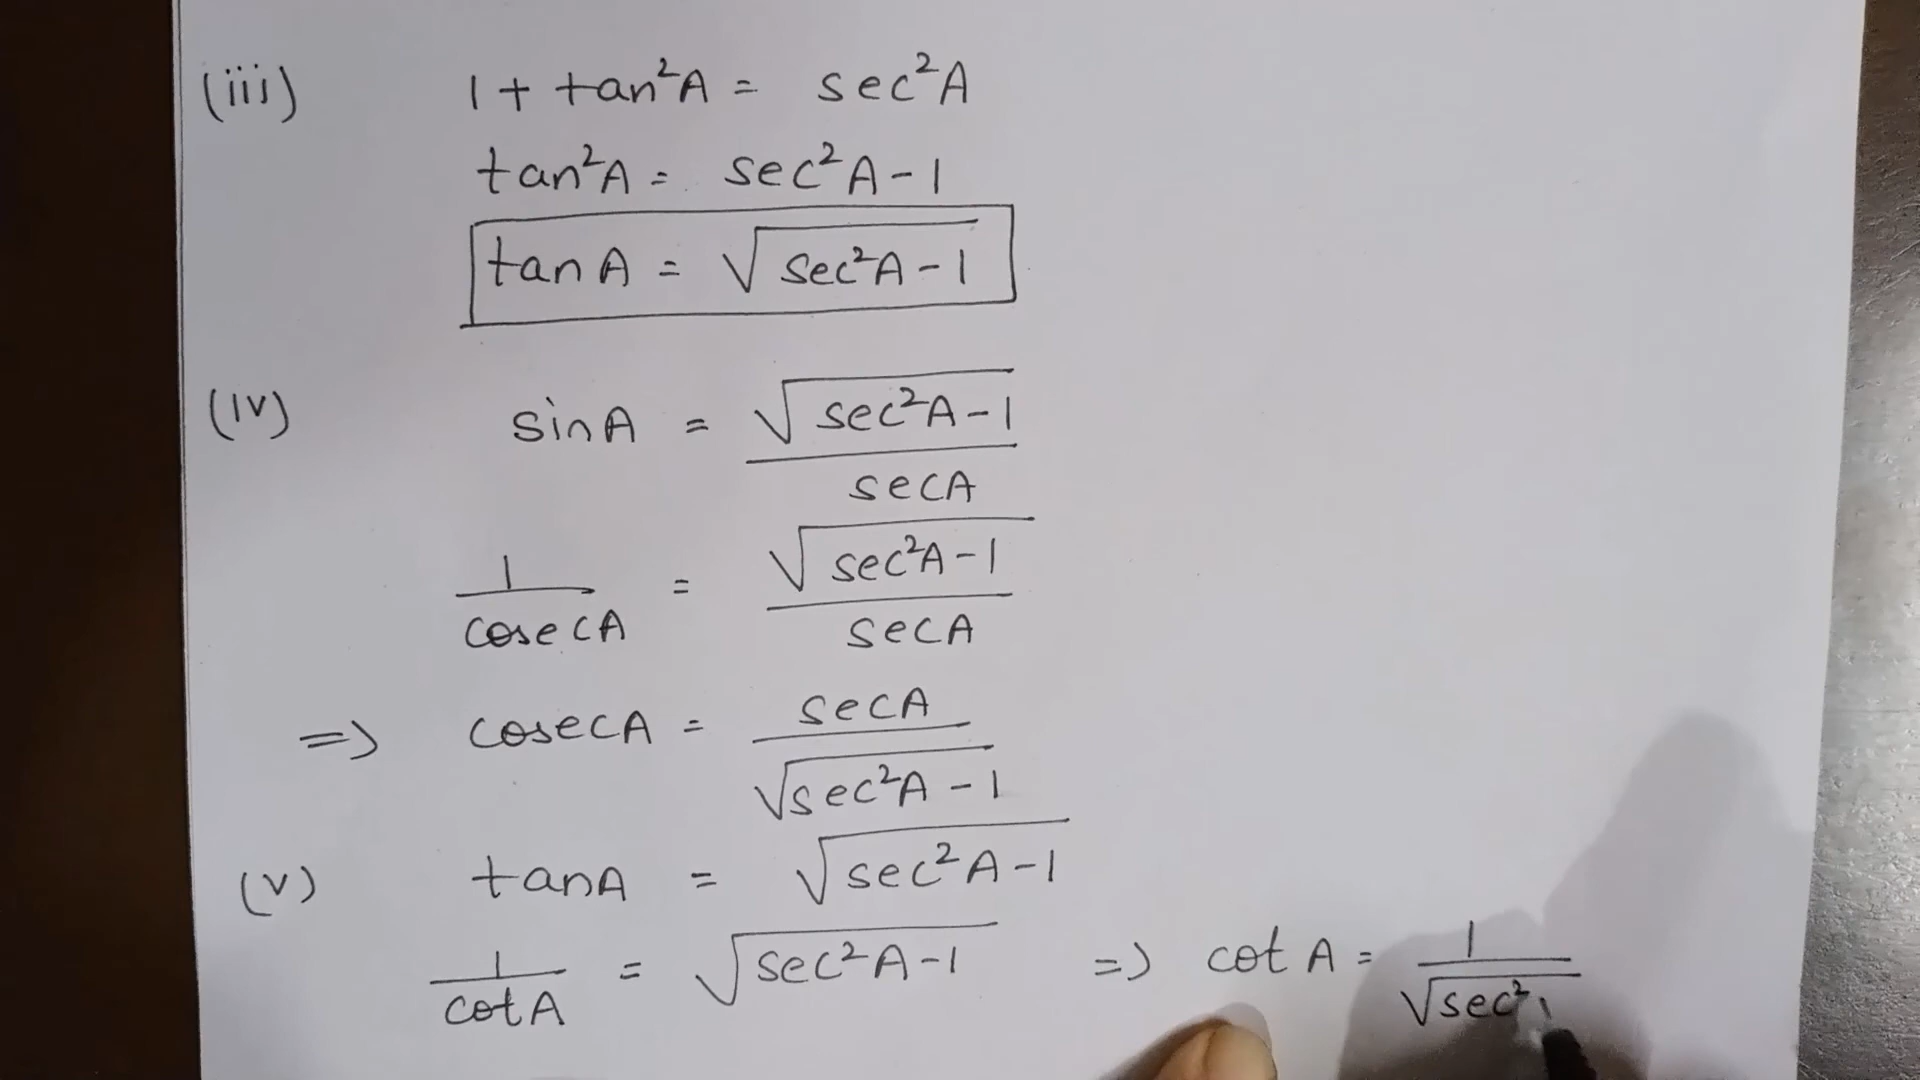 (iii) 1 + tan²A = sec²A
tan²A = sec²A - 1
tan A = √sec²A - 1
(iv) sinA = √sec²A - 1 / secA
1 / cosecA = √sec²A - 1 / secA
=> cosecA = secA / √sec²A - 1
(v) tanA = √sec²A - 1
1 / cotA = √sec²A - 1 => cot A = 1 / √sec²